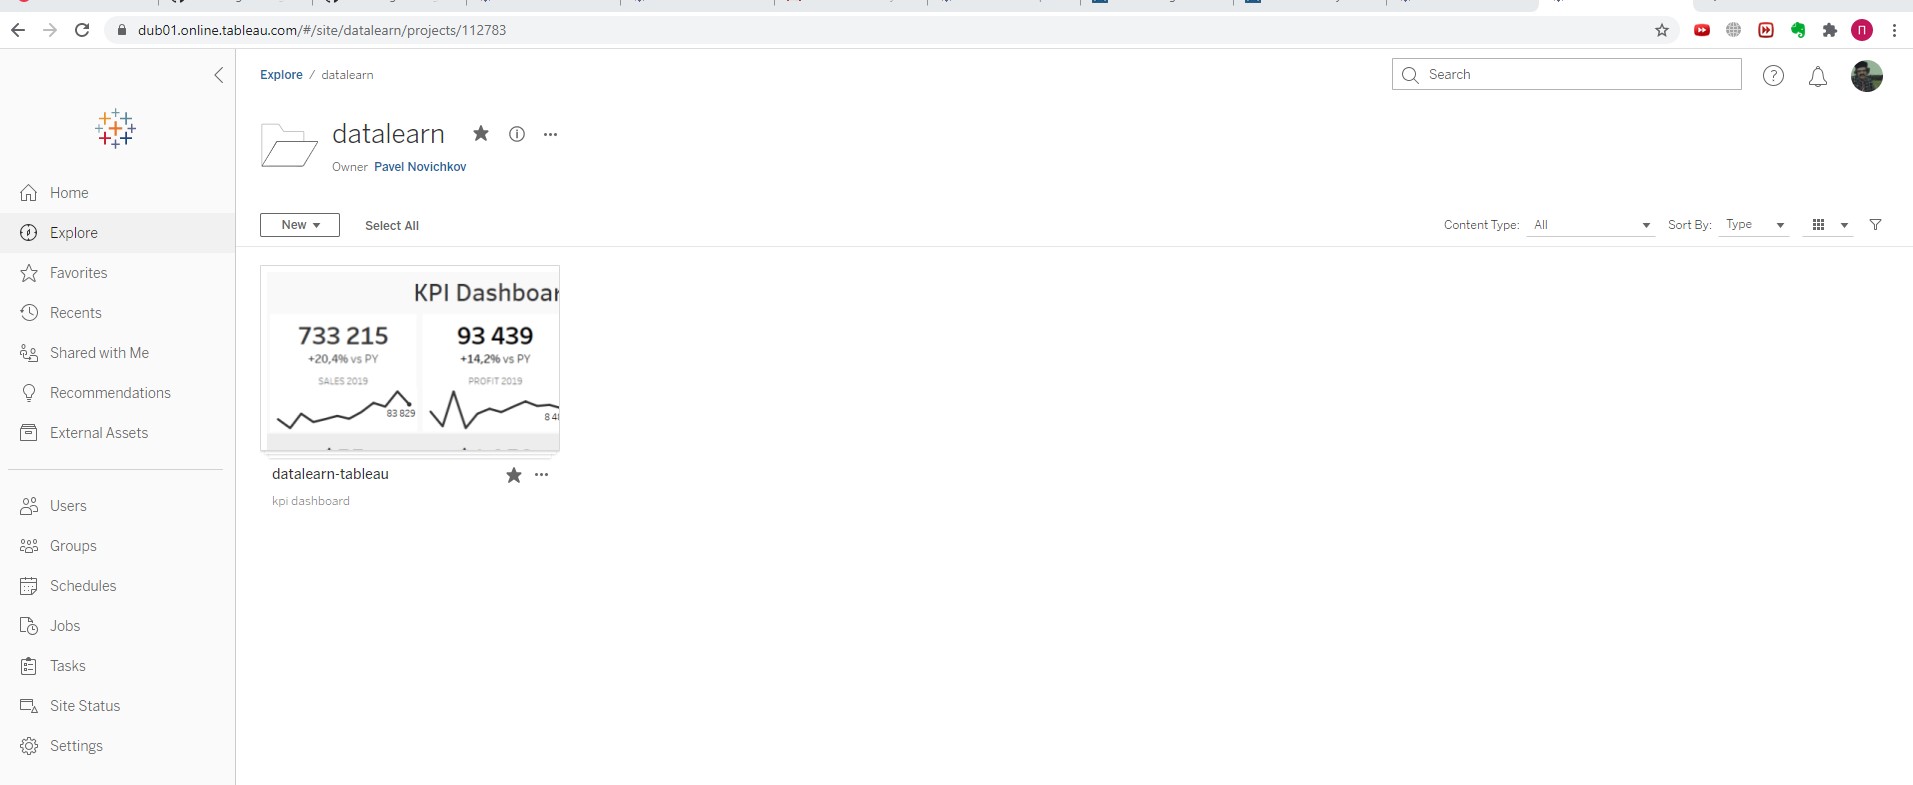 dub01.online.tableau.com/#/site/datalearn/projects/112783
П
Explore / datalearn
Search
datalearn
Owner Pavel Novichkov
Home
Explore
Favorites
Recents
Shared with Me
Recommendations
External Assets
Users
Groups
Schedules
Jobs
Tasks
Site Status
Settings
New
Select All
Content Type: All
Sort By: Type
KPI Dashboar
733 215
+20,4% vs PY
SALES 2019
83 829
93 439
+14,2% vs PY
PROFIT 2019
datalearn-tableau
kpi dashboard